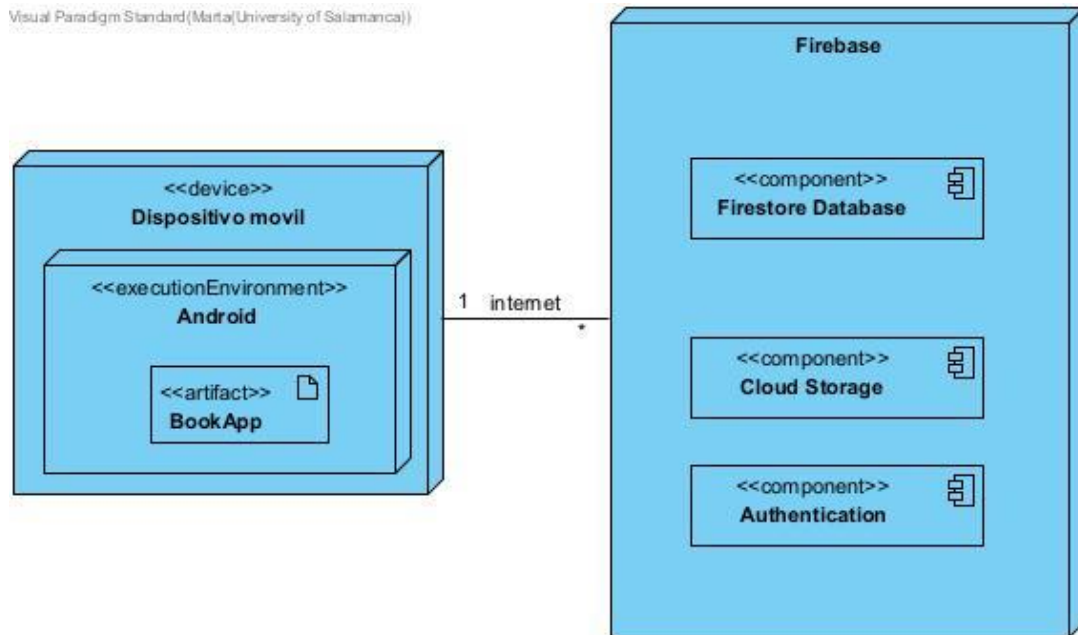 Visual Paradigm Standard(Marta(University of Salamanca))
Firebase
<<device>>
Dispositivo movil
<<executionEnvironment>>
Android
<<artifact>>
BookApp
1 internet
*
<<component>>
Firestore Database
<<component>>
Cloud Storage
<<component>>
Authentication